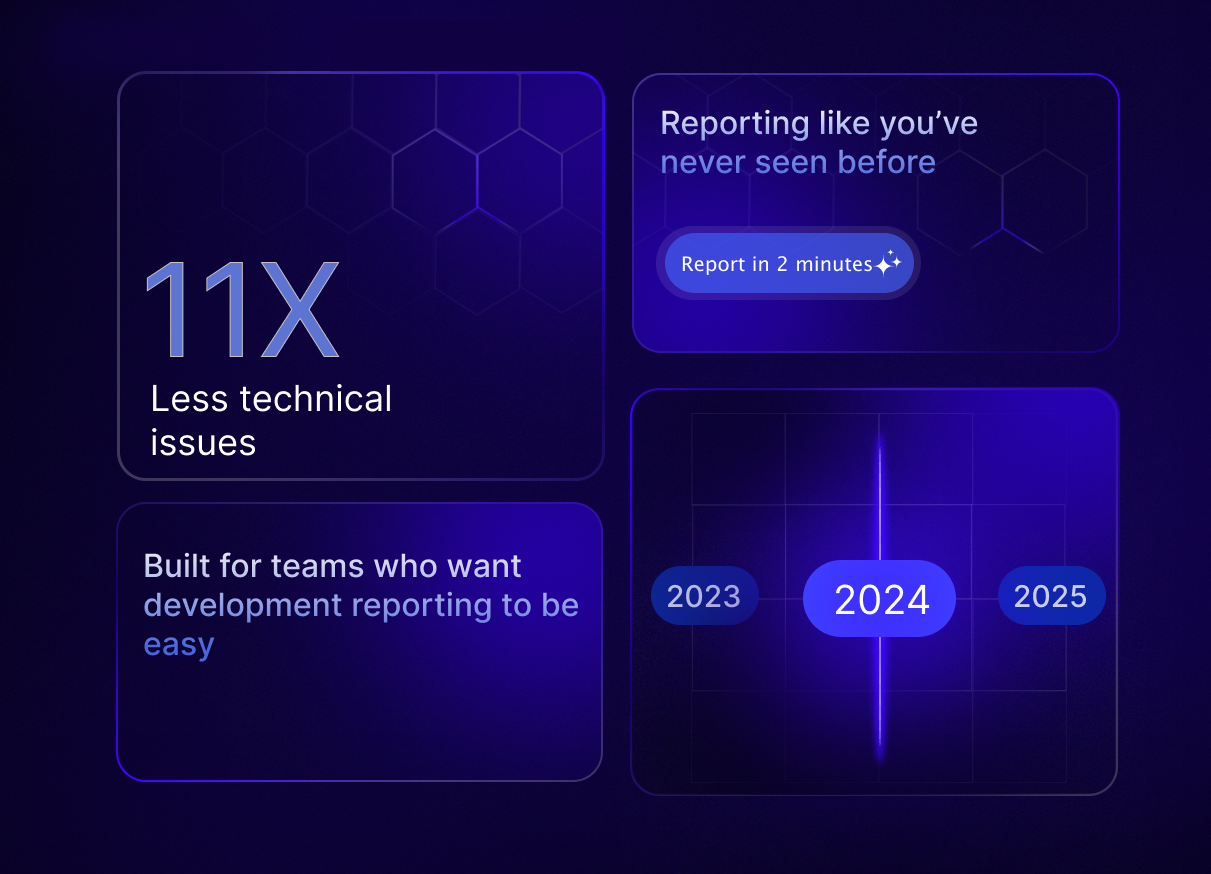 11X
Less technical
issues
Reporting like you’ve
never seen before
Report in 2 minutes
Built for teams who want
development reporting to be
easy
2023
2024
2025